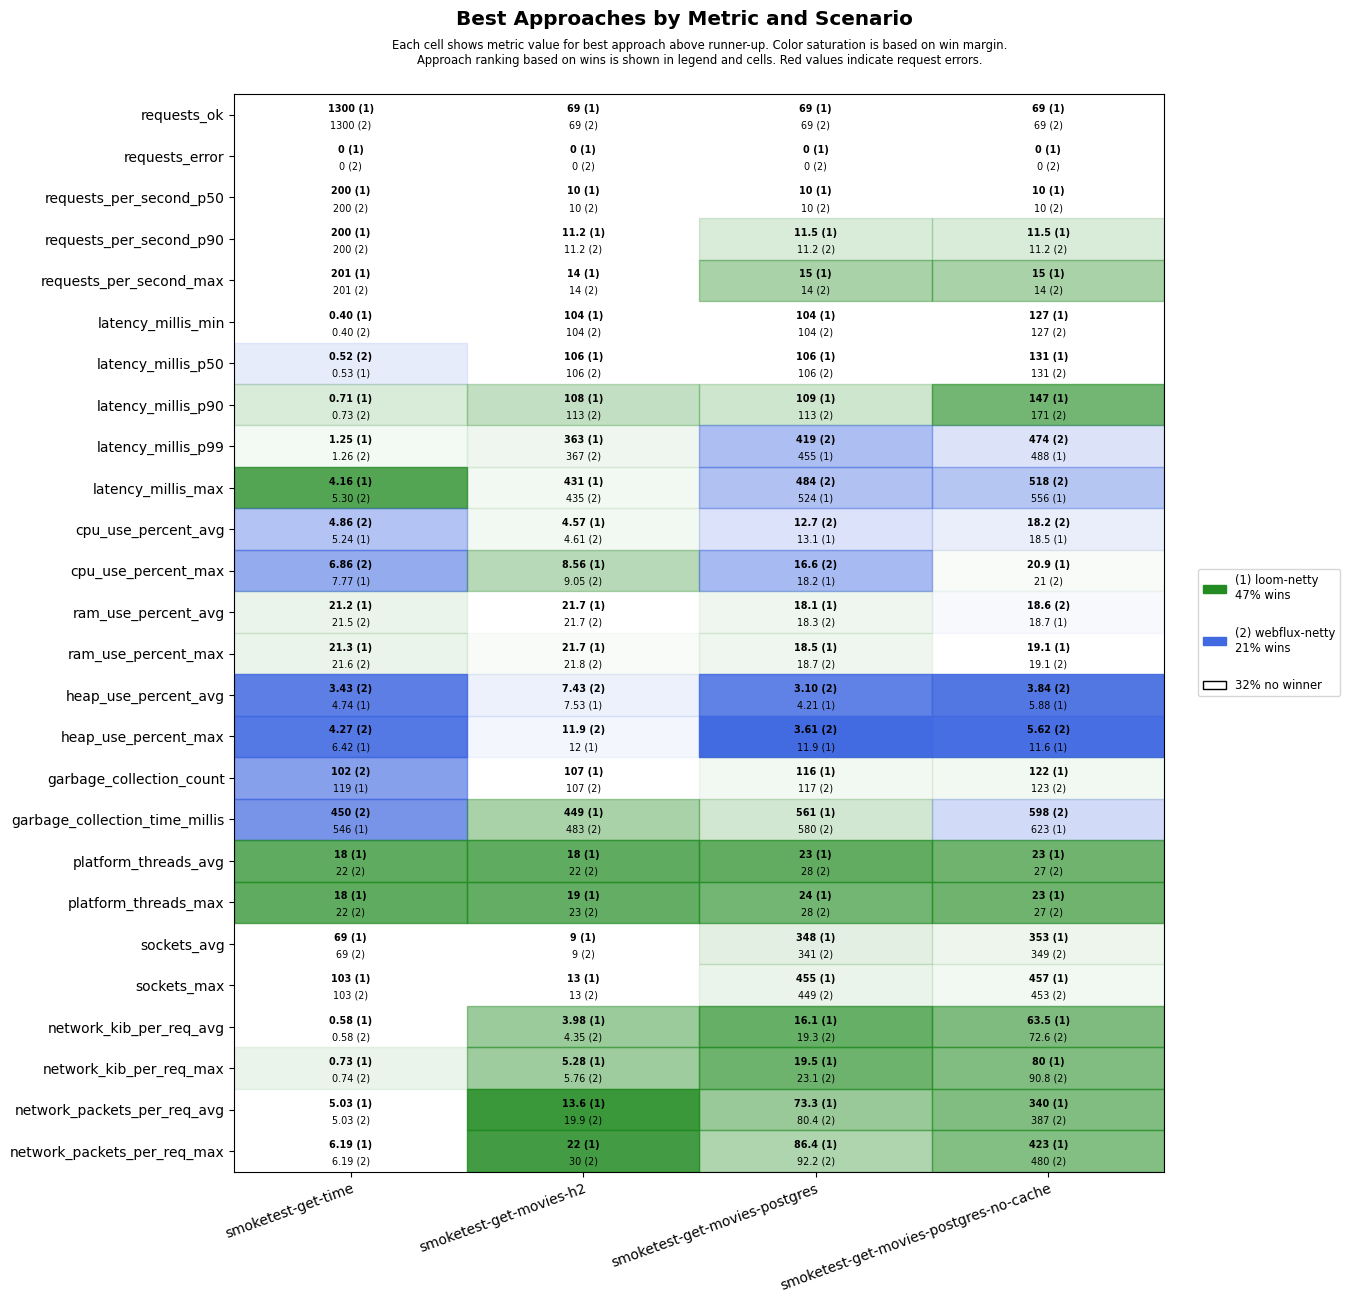 Best Approaches by Metric and Scenario
Each cell shows metric value for best approach above runner-up. Color saturation is based on win margin.
Approach ranking based on wins is shown in legend and cells. Red values indicate request errors.
requests_ok
1300 (1) 69 (1) 69 (1) 69 (1)
1300 (2) 69 (2) 69 (2) 69 (2)
requests_error
0 (1) 0 (1) 0 (1) 0 (1)
0 (2) 0 (2) 0 (2) 0 (2)
requests_per_second_p50
200 (1) 10 (1) 10 (1) 10 (1)
200 (2) 10 (2) 10 (2) 10 (2)
requests_per_second_p90
200 (1) 11.2 (1) 11.5 (1) 11.5 (1)
200 (2) 11.2 (2) 11.2 (2) 11.2 (2)
requests_per_second_max
201 (1) 14 (1) 15 (1) 15 (1)
201 (2) 14 (2) 14 (2) 14 (2)
latency_millis_min
0.40 (1) 104 (1) 104 (1) 127 (1)
0.40 (2) 104 (2) 104 (2) 127 (2)
latency_millis_p50
0.52 (2) 106 (1) 106 (1) 131 (1)
0.53 (1) 106 (2) 106 (2) 131 (2)
latency_millis_p90
0.71 (1) 108 (1) 109 (1) 147 (1)
0.73 (2) 113 (2) 113 (2) 171 (2)
latency_millis_p99
1.25 (1) 363 (1) 419 (2) 474 (2)
1.26 (2) 367 (2) 455 (1) 488 (1)
latency_millis_max
4.16 (1) 431 (1) 484 (2) 518 (2)
5.30 (2) 435 (2) 524 (1) 556 (1)
cpu_use_percent_avg
4.86 (2) 4.57 (1) 12.7 (2) 18.2 (2)
5.24 (1) 4.61 (2) 13.1 (1) 18.5 (1)
cpu_use_percent_max
6.86 (2) 8.56 (1) 16.6 (2) 20.9 (1)
7.77 (1) 9.05 (2) 18.2 (1) 21 (2)
ram_use_percent_avg
21.2 (1) 21.7 (1) 18.1 (1) 18.6 (2)
21.5 (2) 21.7 (2) 18.3 (2) 18.7 (1)
ram_use_percent_max
21.3 (1) 21.7 (1) 18.5 (1) 19.1 (1)
21.6 (2) 21.8 (2) 18.7 (2) 19.1 (2)
heap_use_percent_avg
3.43 (2) 7.43 (2) 3.10 (2) 3.84 (2)
4.74 (1) 7.53 (1) 4.21 (1) 5.88 (1)
heap_use_percent_max
4.27 (2) 11.9 (2) 3.61 (2) 5.62 (2)
6.42 (1) 12 (1) 11.9 (1) 11.6 (1)
garbage_collection_count
102 (2) 107 (1) 116 (1) 122 (1)
119 (1) 107 (2) 117 (2) 123 (2)
garbage_collection_time_millis
450 (2) 449 (1) 561 (1) 598 (2)
546 (1) 483 (2) 580 (2) 623 (1)
platform_threads_avg
18 (1) 18 (1) 23 (1) 23 (1)
22 (2) 22 (2) 28 (2) 27 (2)
platform_threads_max
18 (1) 19 (1) 24 (1) 23 (1)
22 (2) 23 (2) 28 (2) 27 (2)
sockets_avg
69 (1) 9 (1) 348 (1) 353 (1)
69 (2) 9 (2) 341 (2) 349 (2)
sockets_max
103 (1) 13 (1) 455 (1) 457 (1)
103 (2) 13 (2) 449 (2) 453 (2)
network_kib_per_req_avg
0.58 (1) 3.98 (1) 16.1 (1) 63.5 (1)
0.58 (2) 4.35 (2) 19.3 (2) 72.6 (2)
network_kib_per_req_max
0.73 (1) 5.28 (1) 19.5 (1) 80 (1)
0.74 (2) 5.76 (2) 23.1 (2) 90.8 (2)
network_packets_per_req_avg
5.03 (1) 13.6 (1) 73.3 (1) 340 (1)
5.03 (2) 19.9 (2) 80.4 (2) 387 (2)
network_packets_per_req_max
6.19 (1) 22 (1) 86.4 (1) 423 (1)
6.19 (2) 30 (2) 92.2 (2) 480 (2)
smoketest-get-time
smoketest-get-movies-h2
smoketest-get-movies-postgres
smoketest-get-movies-postgres-no-cache
(1) loom-netty
47% wins
(2) webflux-netty
21% wins
32% no winner